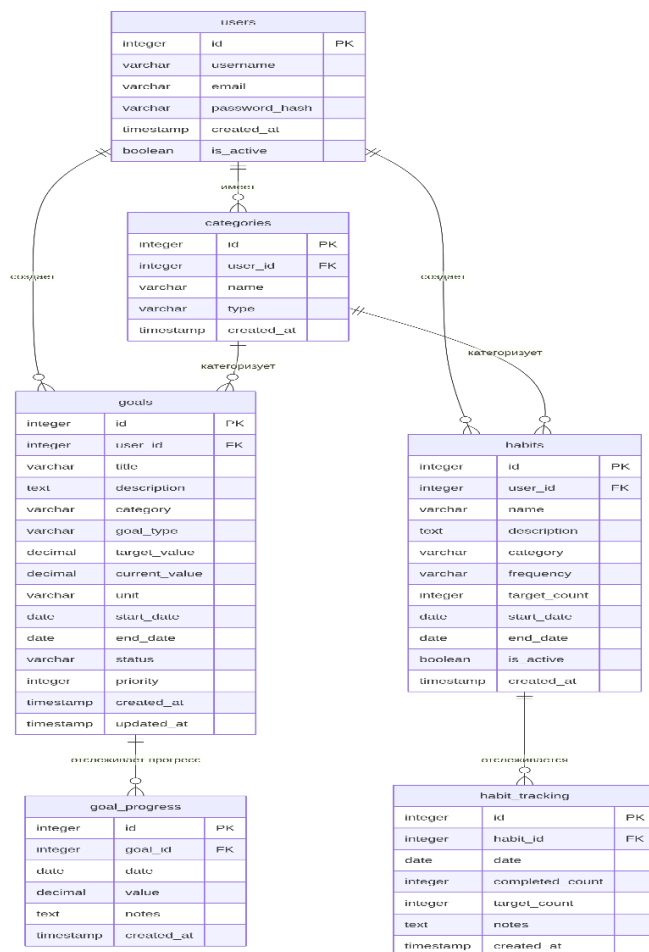 users
integer id PK
varchar username
varchar email
varchar password_hash
timestamp created_at
boolean is_active
имеет
categories
integer id PK
integer user_id FK
varchar name
varchar type
timestamp created_at
создает
создает
категоризует
категоризует
goals
integer id PK
integer user_id FK
varchar title
text description
varchar category
varchar goal_type
decimal target_value
decimal current_value
varchar unit
date start_date
date end_date
varchar status
integer priority
timestamp created_at
timestamp updated_at
habits
integer id PK
integer user_id FK
varchar name
text description
varchar category
varchar frequency
integer target_count
date start_date
date end_date
boolean is_active
timestamp created_at
отслеживает прогресс
отслеживается
goal_progress
integer id PK
integer goal_id FK
date date
decimal value
text notes
timestamp created_at
habit_tracking
integer id PK
integer habit_id FK
date date
integer completed_count
integer target_count
text notes
timestamp created_at